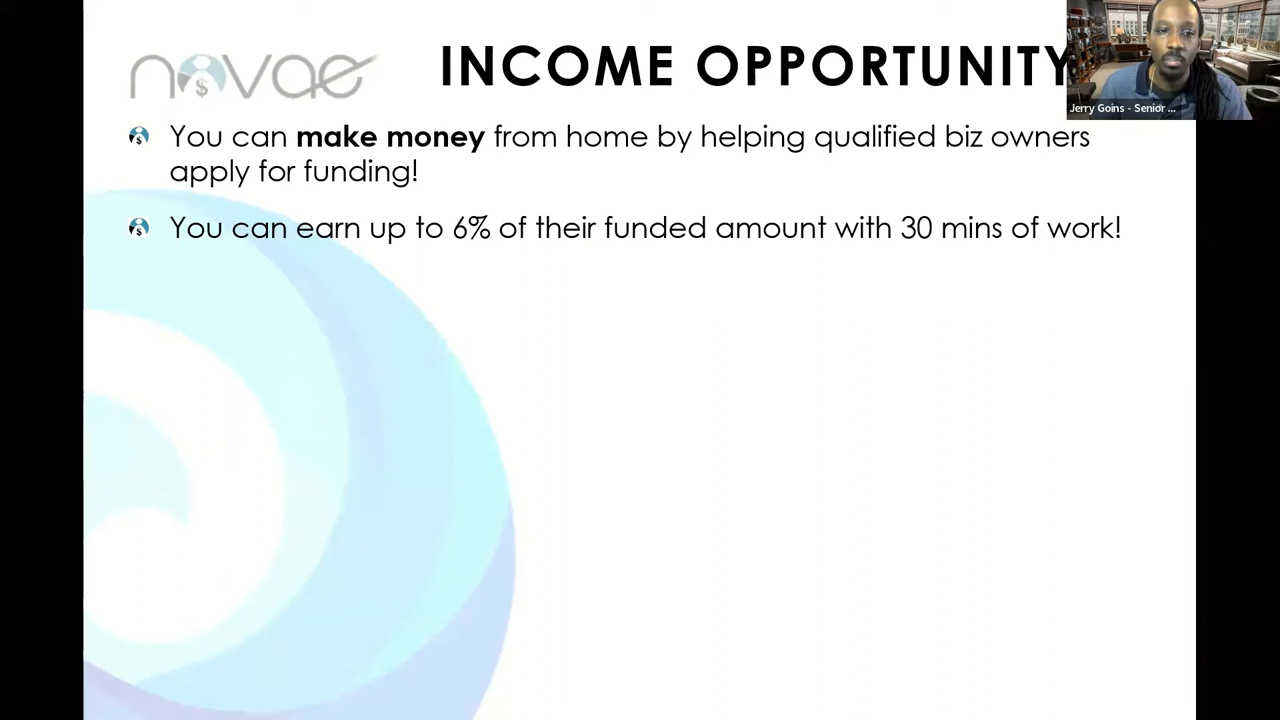 novae
INCOME OPPORTUNITY
Jerry Goins - Senior ...
You can make money from home by helping qualified biz owners
apply for funding!
You can earn up to 6% of their funded amount with 30 mins of work!